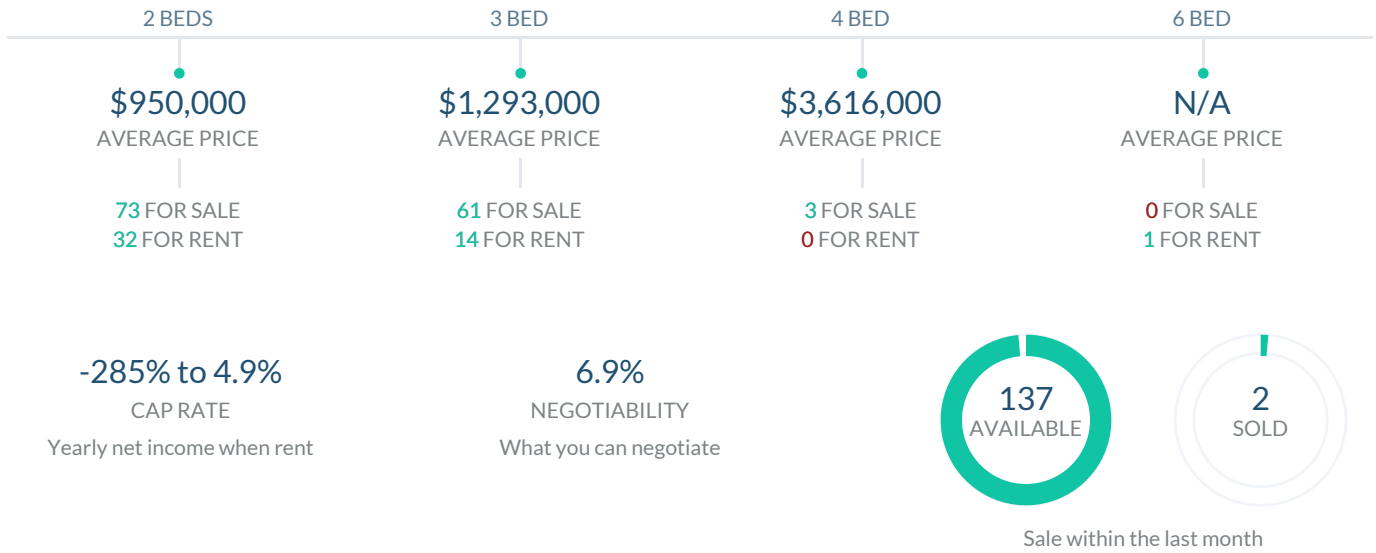 2 BEDS
$950,000
AVERAGE PRICE
73 FOR SALE
32 FOR RENT
3 BED
$1,293,000
AVERAGE PRICE
61 FOR SALE
14 FOR RENT
4 BED
$3,616,000
AVERAGE PRICE
3 FOR SALE
0 FOR RENT
6 BED
N/A
AVERAGE PRICE
0 FOR SALE
1 FOR RENT
-285% to 4.9%
CAP RATE
Yearly net income when rent
6.9%
NEGOTIABILITY
What you can negotiate
137
AVAILABLE
2
SOLD
Sale within the last month